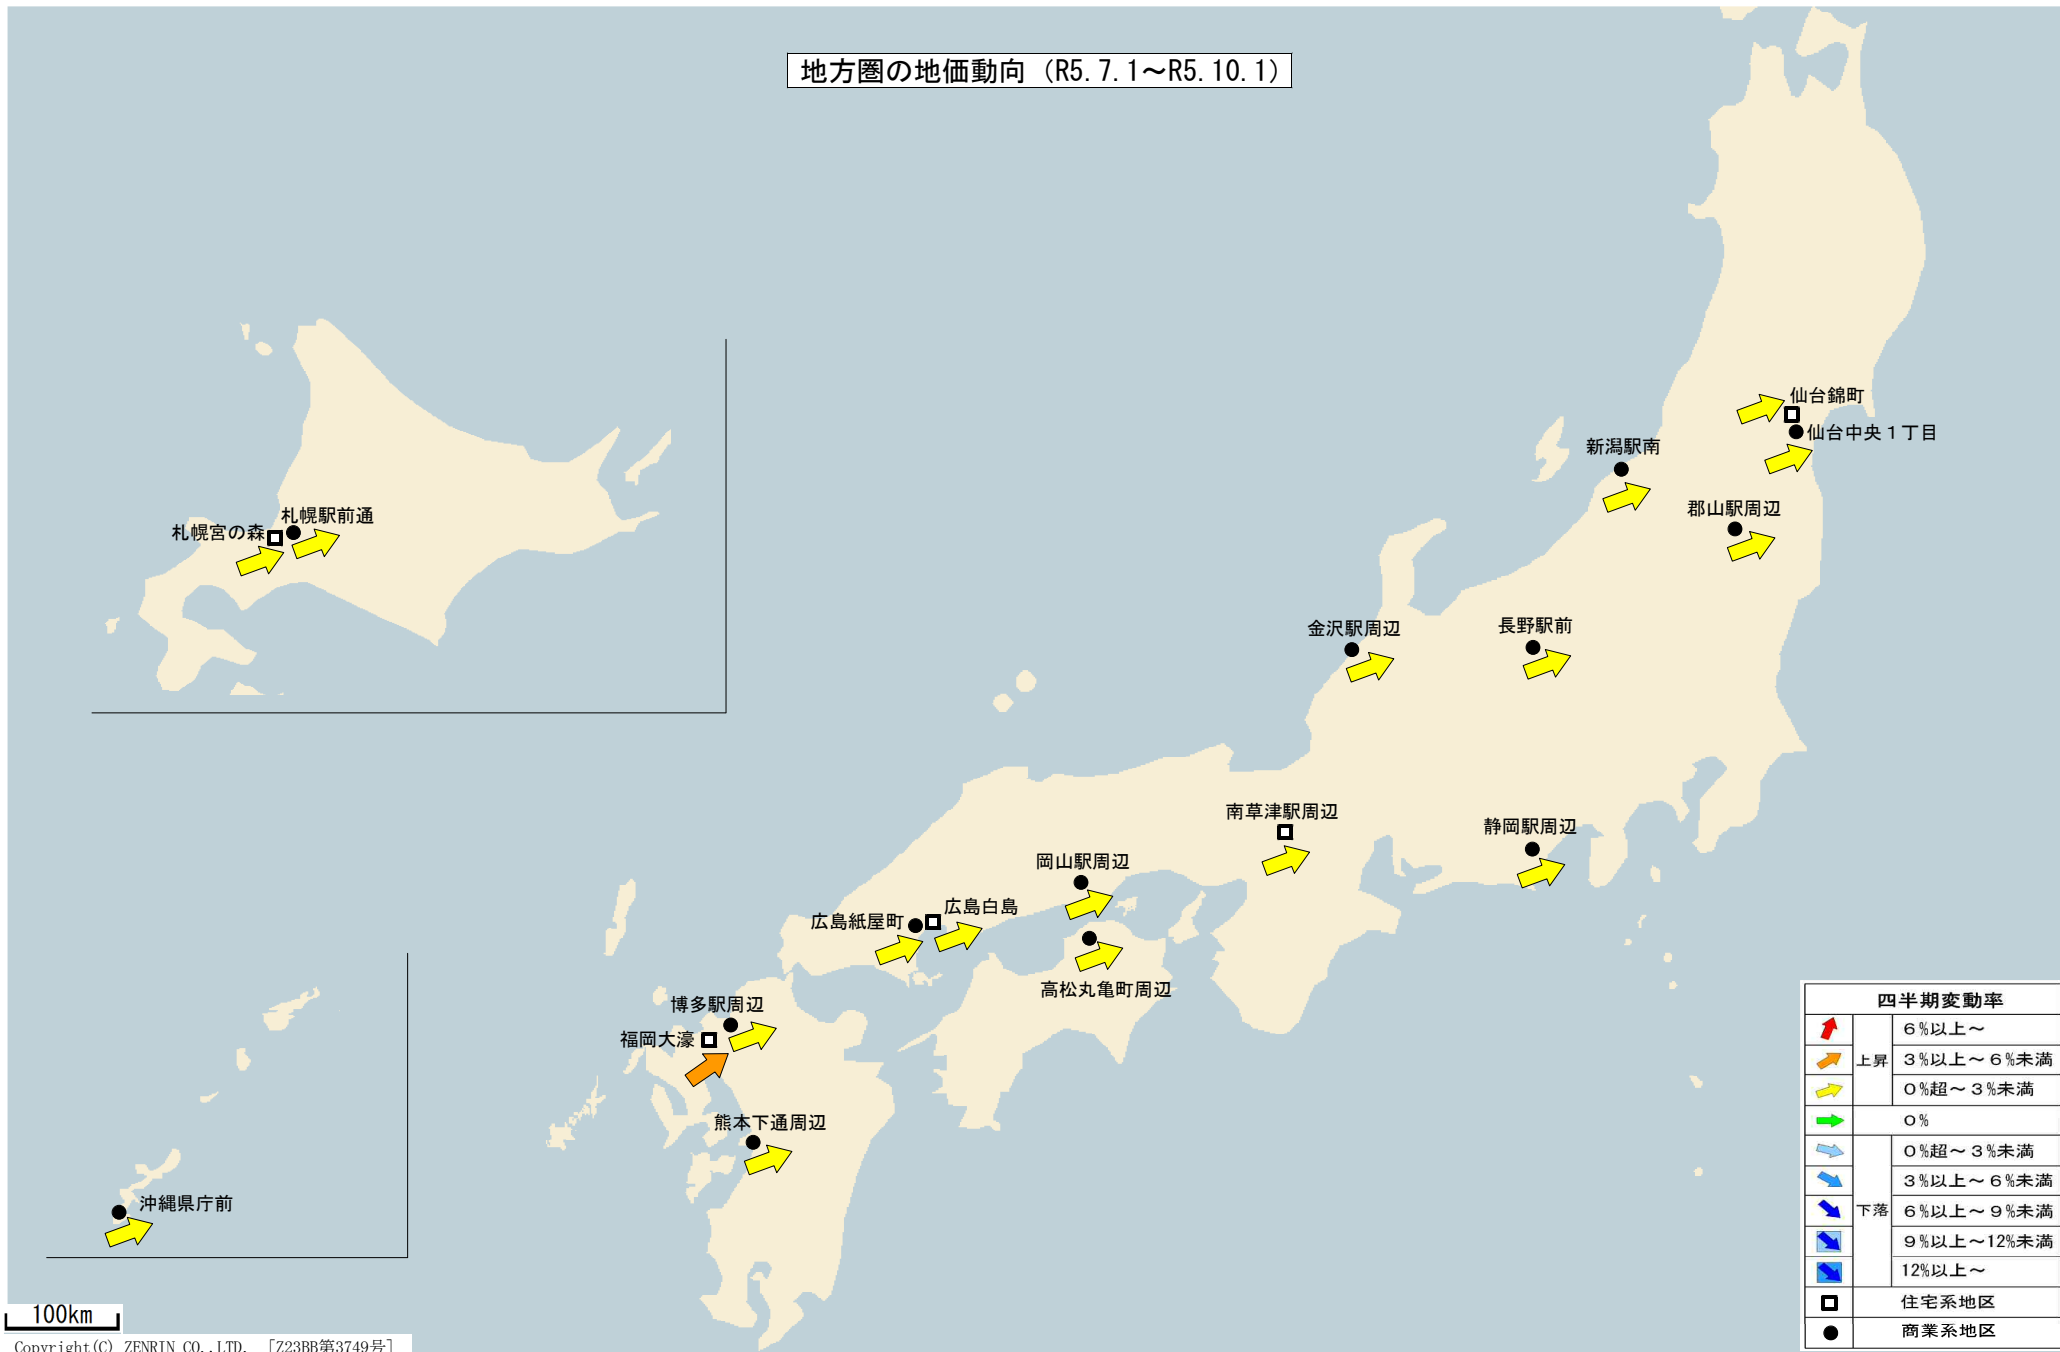 地方圏の地価動向（R5.7.1～R5.10.1）
仙台錦町
仙台中央１丁目
新潟駅南
郡山駅周辺
札幌駅前通
札幌宮の森
金沢駅周辺
長野駅前
南草津駅周辺
静岡駅周辺
岡山駅周辺
広島白島
広島紙屋町
高松丸亀町周辺
博多駅周辺
福岡大濠
熊本下通周辺
沖縄県庁前
四半期変動率
上昇
６%以上～
３%以上～６%未満
０%超～３%未満
０%
下落
０%超～３%未満
３%以上～６%未満
６%以上～９%未満
９%以上～12%未満
12%以上～
住宅系地区
商業系地区
100km
Copyright(C) ZENRIN CO.,LTD. [Z23BB第3749号]